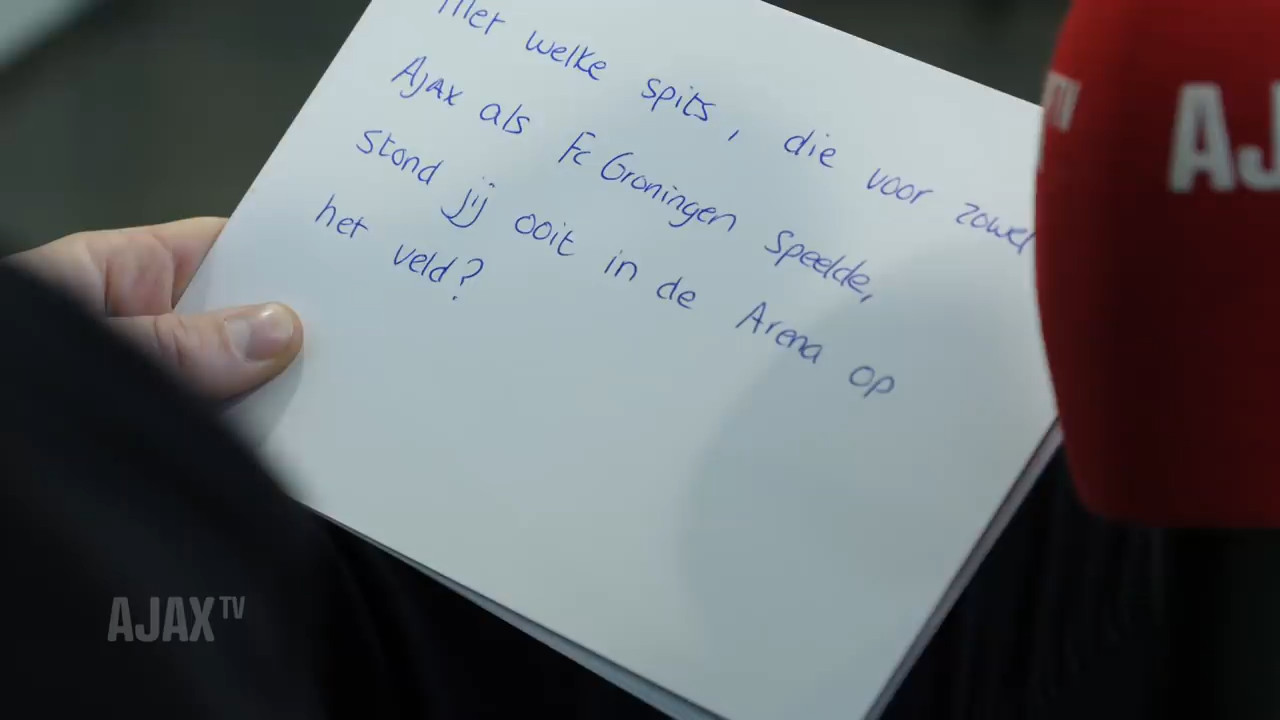 Met welke spits, die voor zowel
Ajax als Fc Groningen speelde,
stond jij ooit in de Arena op
het veld?
TV
AJ
AJAX TV